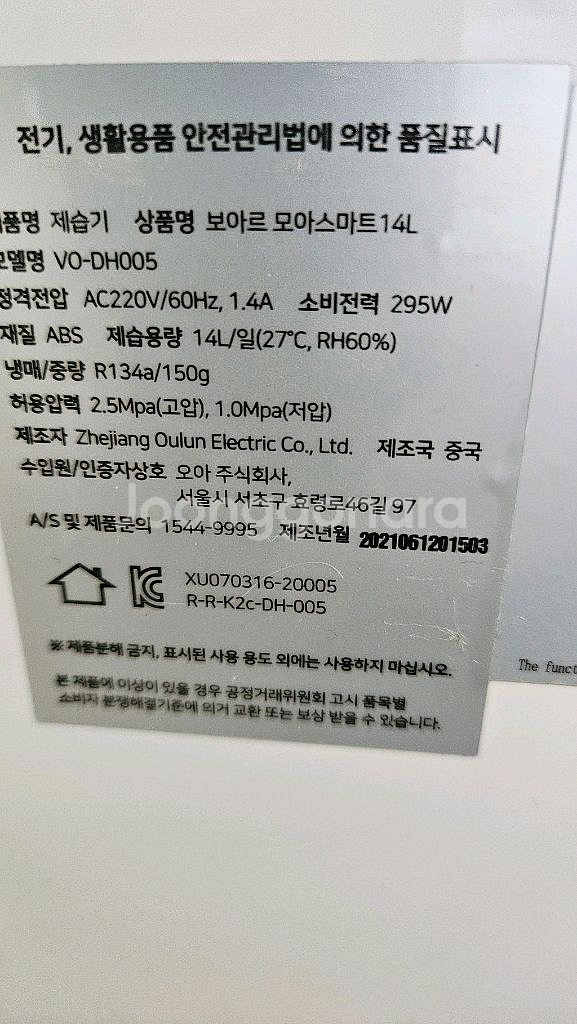 전기, 생활용품 안전관리법에 의한 품질표시
품명 제습기 상품명 보아르 모아스마트14L
모델명 VO-DH005
정격전압 AC220V/60Hz, 1.4A 소비전력 295W
재질 ABS 제습용량 14L/일(27℃, RH60%)
냉매/중량 R134a/150g
허용압력 2.5Mpa(고압), 1.0Mpa(저압)
제조자 Zhejiang Oulun Electric Co., Ltd. 제조국 중국
수입원/인증자상호 오아 주식회사,
서울시 서초구 효령로46길 97
A/S 및 제품문의 1544-9995 제조년월 2021061201503
XU070316-20005
R-R-K2c-DH-005
※ 제품분해 금지, 표시된 사용 용도 외에는 사용하지 마십시오.
본 제품에 이상이 있을 경우 공정거래위원회 고시 품목별
소비자 분쟁해결기준에 의거 교환 또는 보상 받을 수 있습니다.
The funct